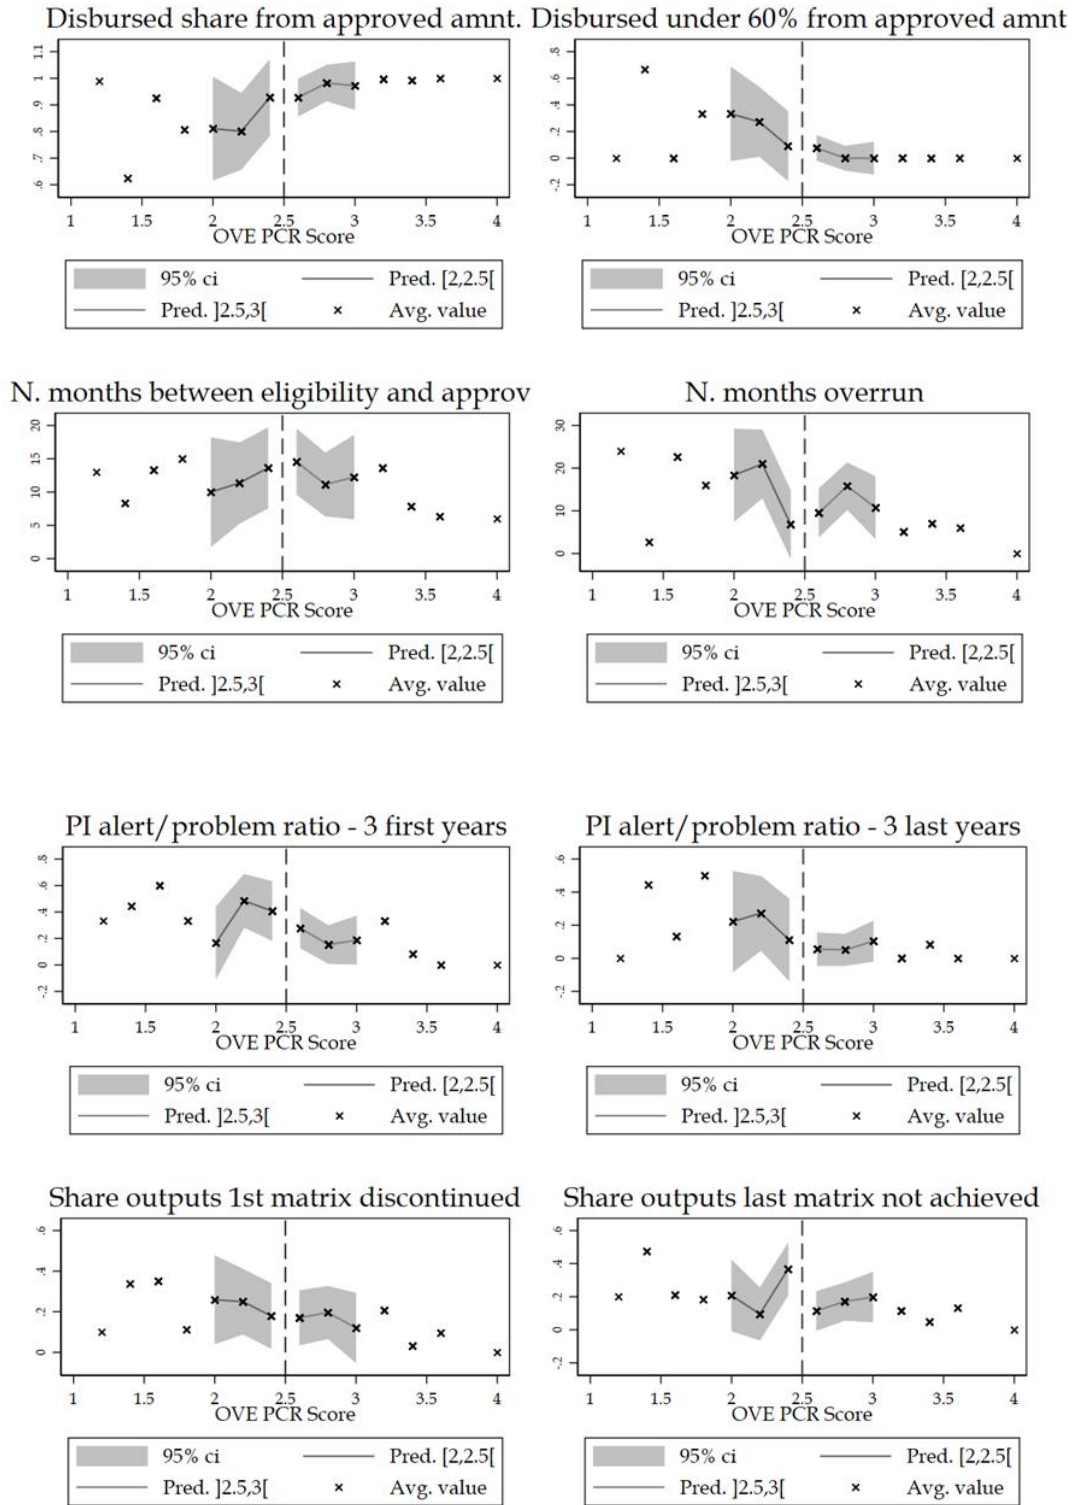 Disbursed share from approved amnt. Disbursed under 60% from approved amnt
1.1
1
.9
.8
.7
.6
1 1.5 2 2.5 3 3.5 4
OVE PCR Score
95% ci Pred. [2,2.5[
Pred. ]2.5,3[ Avg. value
.8
.6
.4
.2
0
-.2
1 1.5 2 2.5 3 3.5 4
OVE PCR Score
95% ci Pred. [2,2.5[
Pred. ]2.5,3[ Avg. value
N. months between eligibility and approv
20
15
10
5
0
1 1.5 2 2.5 3 3.5 4
OVE PCR Score
95% ci Pred. [2,2.5[
Pred. ]2.5,3[ Avg. value
N. months overrun
30
20
10
0
1 1.5 2 2.5 3 3.5 4
OVE PCR Score
95% ci Pred. [2,2.5[
Pred. ]2.5,3[ Avg. value
PI alert/problem ratio - 3 first years
.8
.6
.4
.2
0
-.2
1 1.5 2 2.5 3 3.5 4
OVE PCR Score
95% ci Pred. [2,2.5[
Pred. ]2.5,3[ Avg. value
PI alert/problem ratio - 3 last years
.6
.4
.2
0
-.2
1 1.5 2 2.5 3 3.5 4
OVE PCR Score
95% ci Pred. [2,2.5[
Pred. ]2.5,3[ Avg. value
Share outputs 1st matrix discontinued
.6
.4
.2
0
1 1.5 2 2.5 3 3.5 4
OVE PCR Score
95% ci Pred. [2,2.5[
Pred. ]2.5,3[ Avg. value
Share outputs last matrix not achieved
.6
.4
.2
0
-.2
1 1.5 2 2.5 3 3.5 4
OVE PCR Score
95% ci Pred. [2,2.5[
Pred. ]2.5,3[ Avg. value